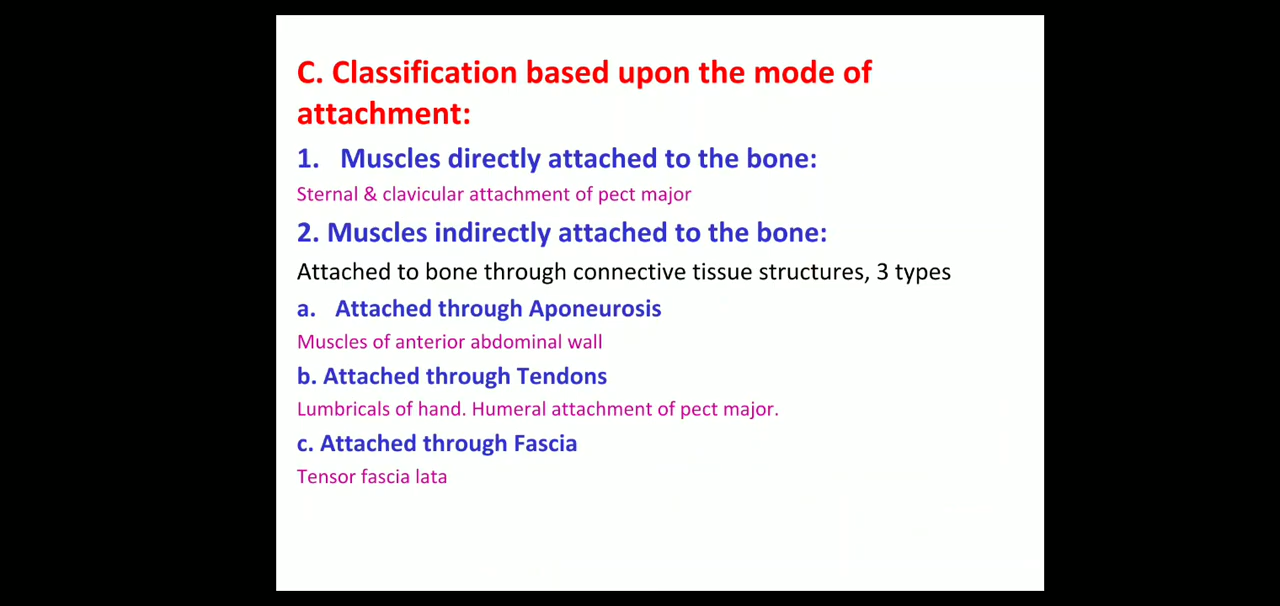 C. Classification based upon the mode of
attachment:
1. Muscles directly attached to the bone:
Sternal & clavicular attachment of pect major
2. Muscles indirectly attached to the bone:
Attached to bone through connective tissue structures, 3 types
a. Attached through Aponeurosis
Muscles of anterior abdominal wall
b. Attached through Tendons
Lumbricals of hand. Humeral attachment of pect major.
c. Attached through Fascia
Tensor fascia lata